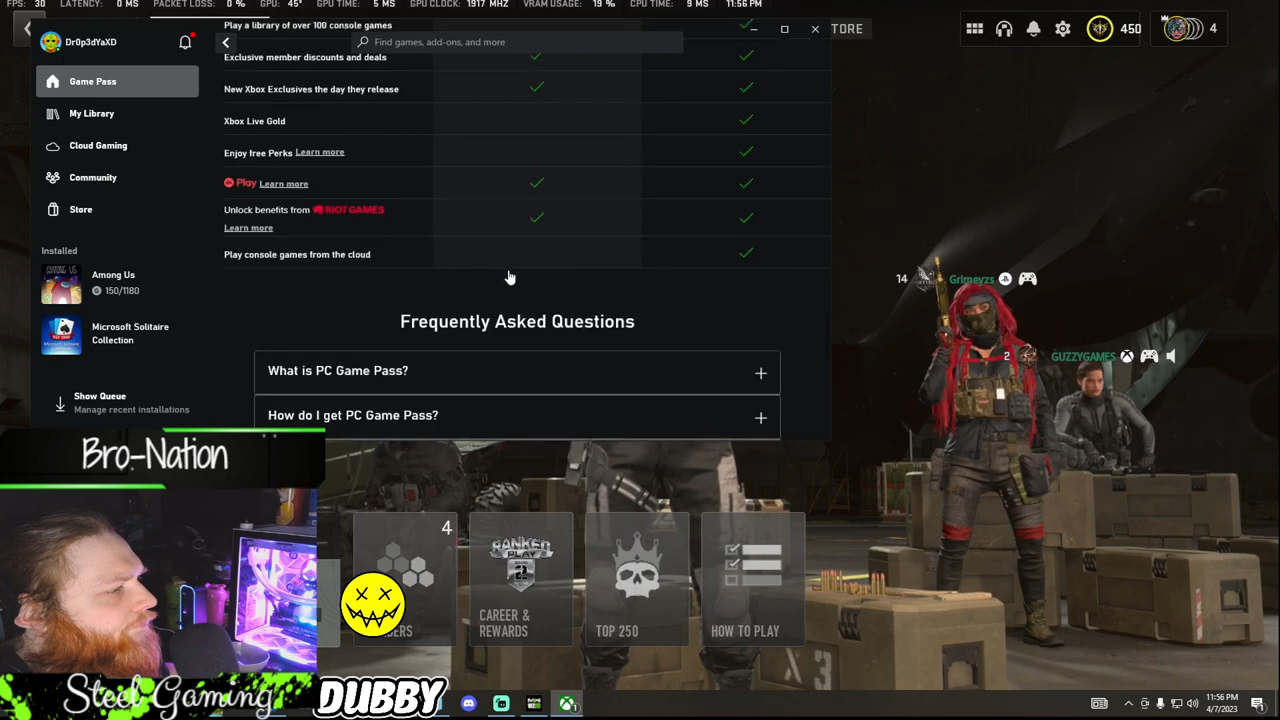 FPS: 30 LATENCY: 0 MS PACKET LOSS: 0 % GPU: 45° GPU TIME: 5 MS GPU CLOCK: 1917 MHZ VRAM USAGE: 19 % CPU TIME: 9 MS 11:56 PM
Play a library of over 100 console games
Dr0p3dYaXD
Find games, add-ons, and more
TORE
450
4
Exclusive member discounts and deals
Game Pass
New Xbox Exclusives the day they release
My Library
Xbox Live Gold
Cloud Gaming
Enjoy free Perks Learn more
Community
Play Learn more
Store
Unlock benefits from RIOT GAMES
Learn more
Installed
Play console games from the cloud
Among Us
150/1180
14 Grimeyzs
Microsoft Solitaire
Collection
Frequently Asked Questions
2 GUZZYGAMES
What is PC Game Pass?
Show Queue
Manage recent installations
How do I get PC Game Pass?
Bro-Nation
4
RANKED
PLAY
2
CAREER &
REWARDS
TOP 250
HOW TO PLAY
X 3
Steel Gaming
DUBBY
11:56 PM
4/7/2023